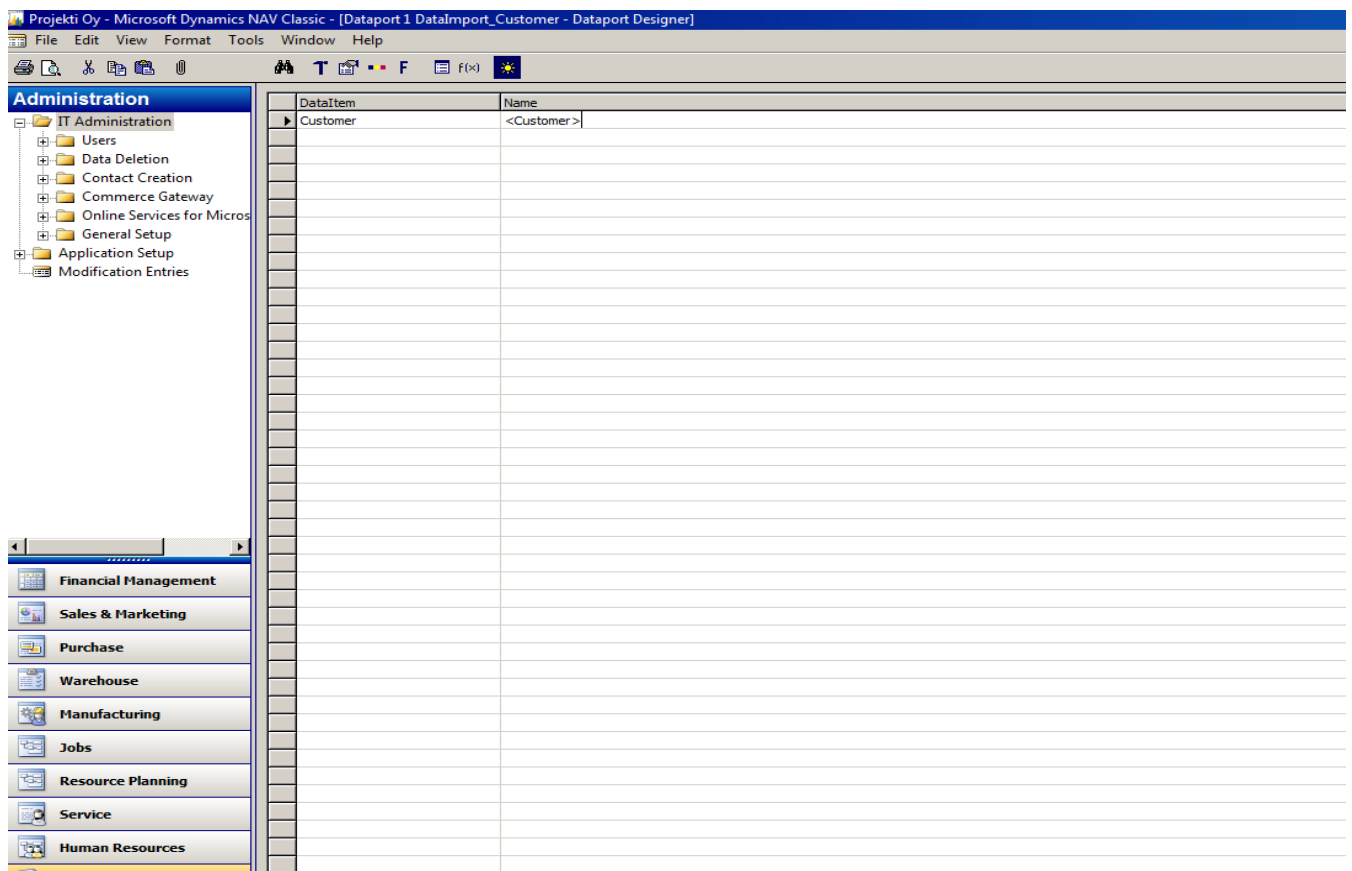 Projekti Oy - Microsoft Dynamics NAV Classic - [Dataport 1 DataImport_Customer - Dataport Designer]
File Edit View Format Tools Window Help
T F f(x)
Administration
IT Administration
Users
Data Deletion
Contact Creation
Commerce Gateway
Online Services for Micros
General Setup
Application Setup
Modification Entries
DataItem Name
Customer <Customer>
Financial Management
Sales & Marketing
Purchase
Warehouse
Manufacturing
Jobs
Resource Planning
Service
Human Resources